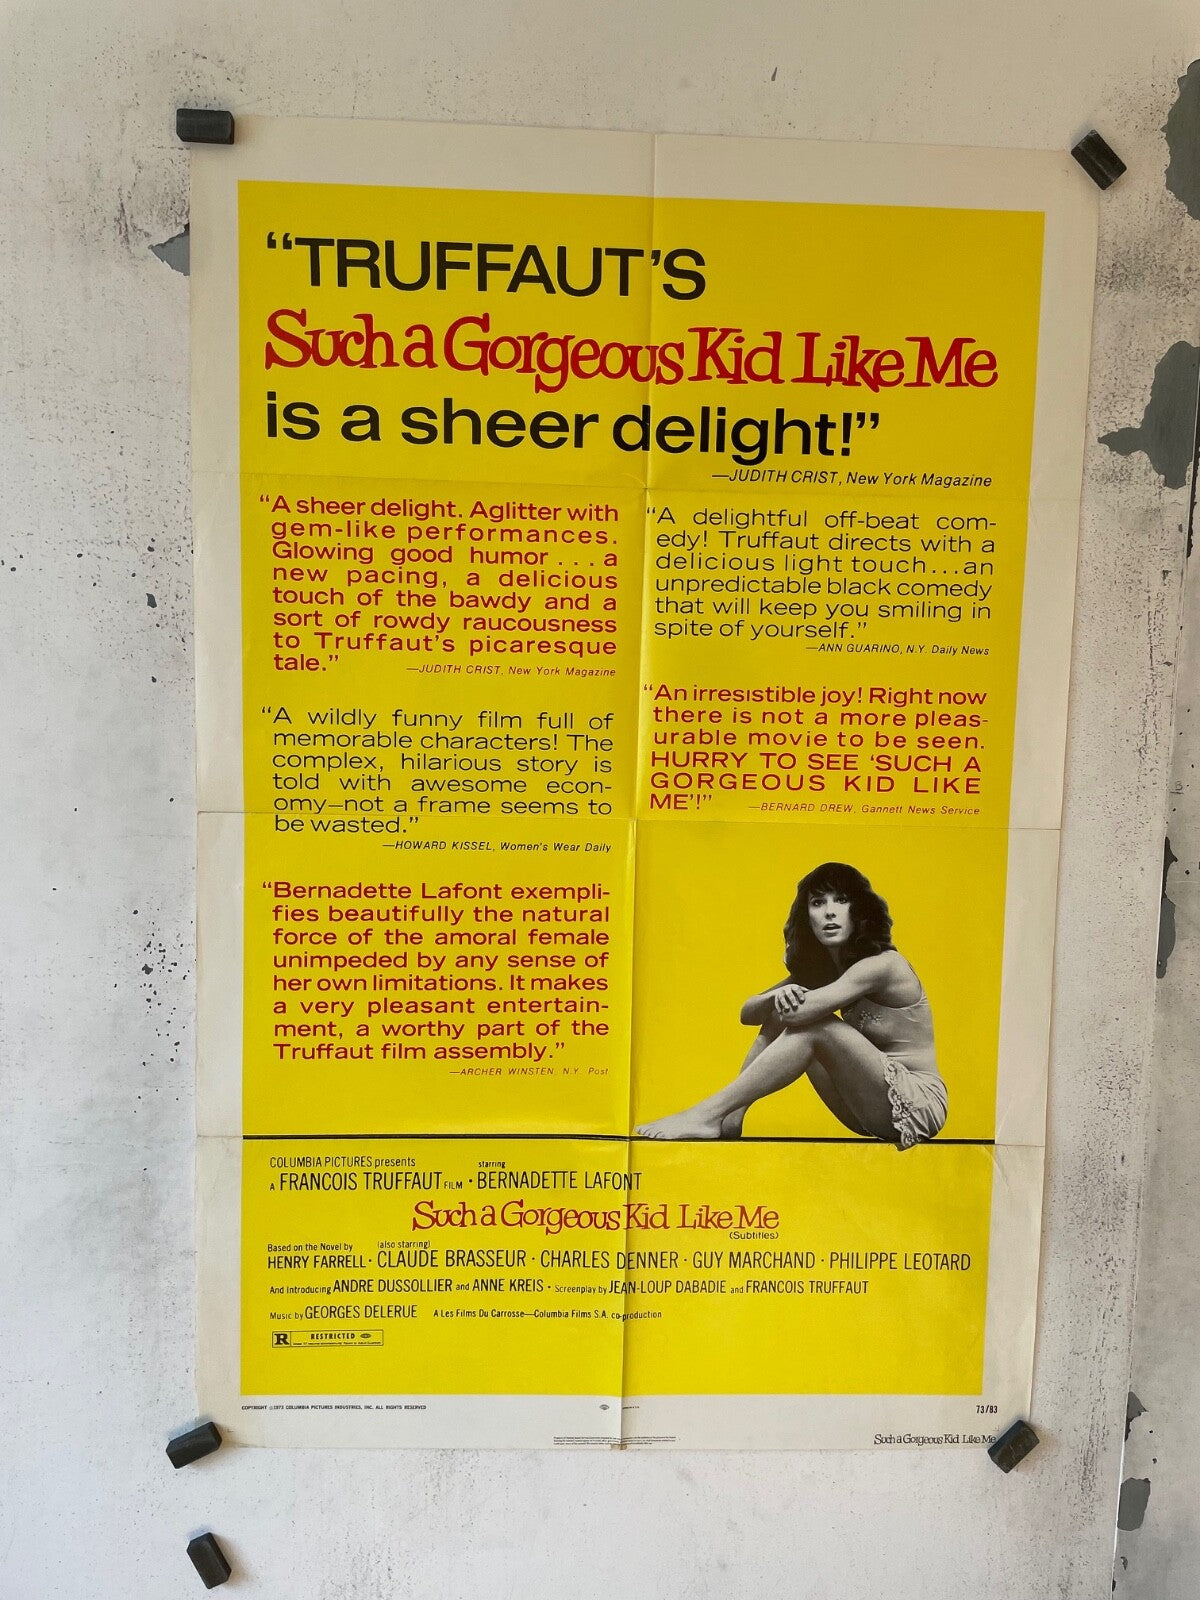 “TRUFFAUT’S
Such a Gorgeous Kid Like Me
is a sheer delight!”
—JUDITH CRIST, New York Magazine
“A sheer delight. Aglitter with
gem-like performances.
Glowing good humor . . . a
new pacing, a delicious
touch of the bawdy and a
sort of rowdy raucousness
to Truffaut’s picaresque
tale.”
—JUDITH CRIST, New York Magazine
“A wildly funny film full of
memorable characters! The
complex, hilarious story is
told with awesome econ-
omy—not a frame seems to
be wasted.”
—HOWARD KISSEL, Women's Wear Daily
“Bernadette Lafont exempli-
fies beautifully the natural
force of the amoral female
unimpeded by any sense of
her own limitations. It makes
a very pleasant entertain-
ment, a worthy part of the
Truffaut film assembly.”
—ARCHER WINSTEN, N.Y. Post
“A delightful off-beat com-
edy! Truffaut directs with a
delicious light touch...an
unpredictable black comedy
that will keep you smiling in
spite of yourself.”
—ANN GUARINO, N.Y. Daily News
“An irresistible joy! Right now
there is not a more pleas-
urable movie to be seen.
HURRY TO SEE ‘SUCH A
GORGEOUS KID LIKE
ME’!”
—BERNARD DREW, Gannett News Service
COLUMBIA PICTURES presents
A FRANCOIS TRUFFAUT FILM • starring BERNADETTE LAFONT
Such a Gorgeous Kid Like Me
(Subtitles)
Based on the Novel by HENRY FARRELL • (also starring) CLAUDE BRASSEUR • CHARLES DENNER • GUY MARCHAND • PHILIPPE LEOTARD
And Introducing ANDRE DUSSOLLIER and ANNE KREIS • Screenplay by JEAN-LOUP DABADIE and FRANCOIS TRUFFAUT
Music by GEORGES DELERUE A Les Films Du Carrosse—Columbia Films S.A. co-production
R RESTRICTED
COPYRIGHT ©1973 COLUMBIA PICTURES INDUSTRIES, INC. ALL RIGHTS RESERVED
73/83
Such a Gorgeous Kid Like Me